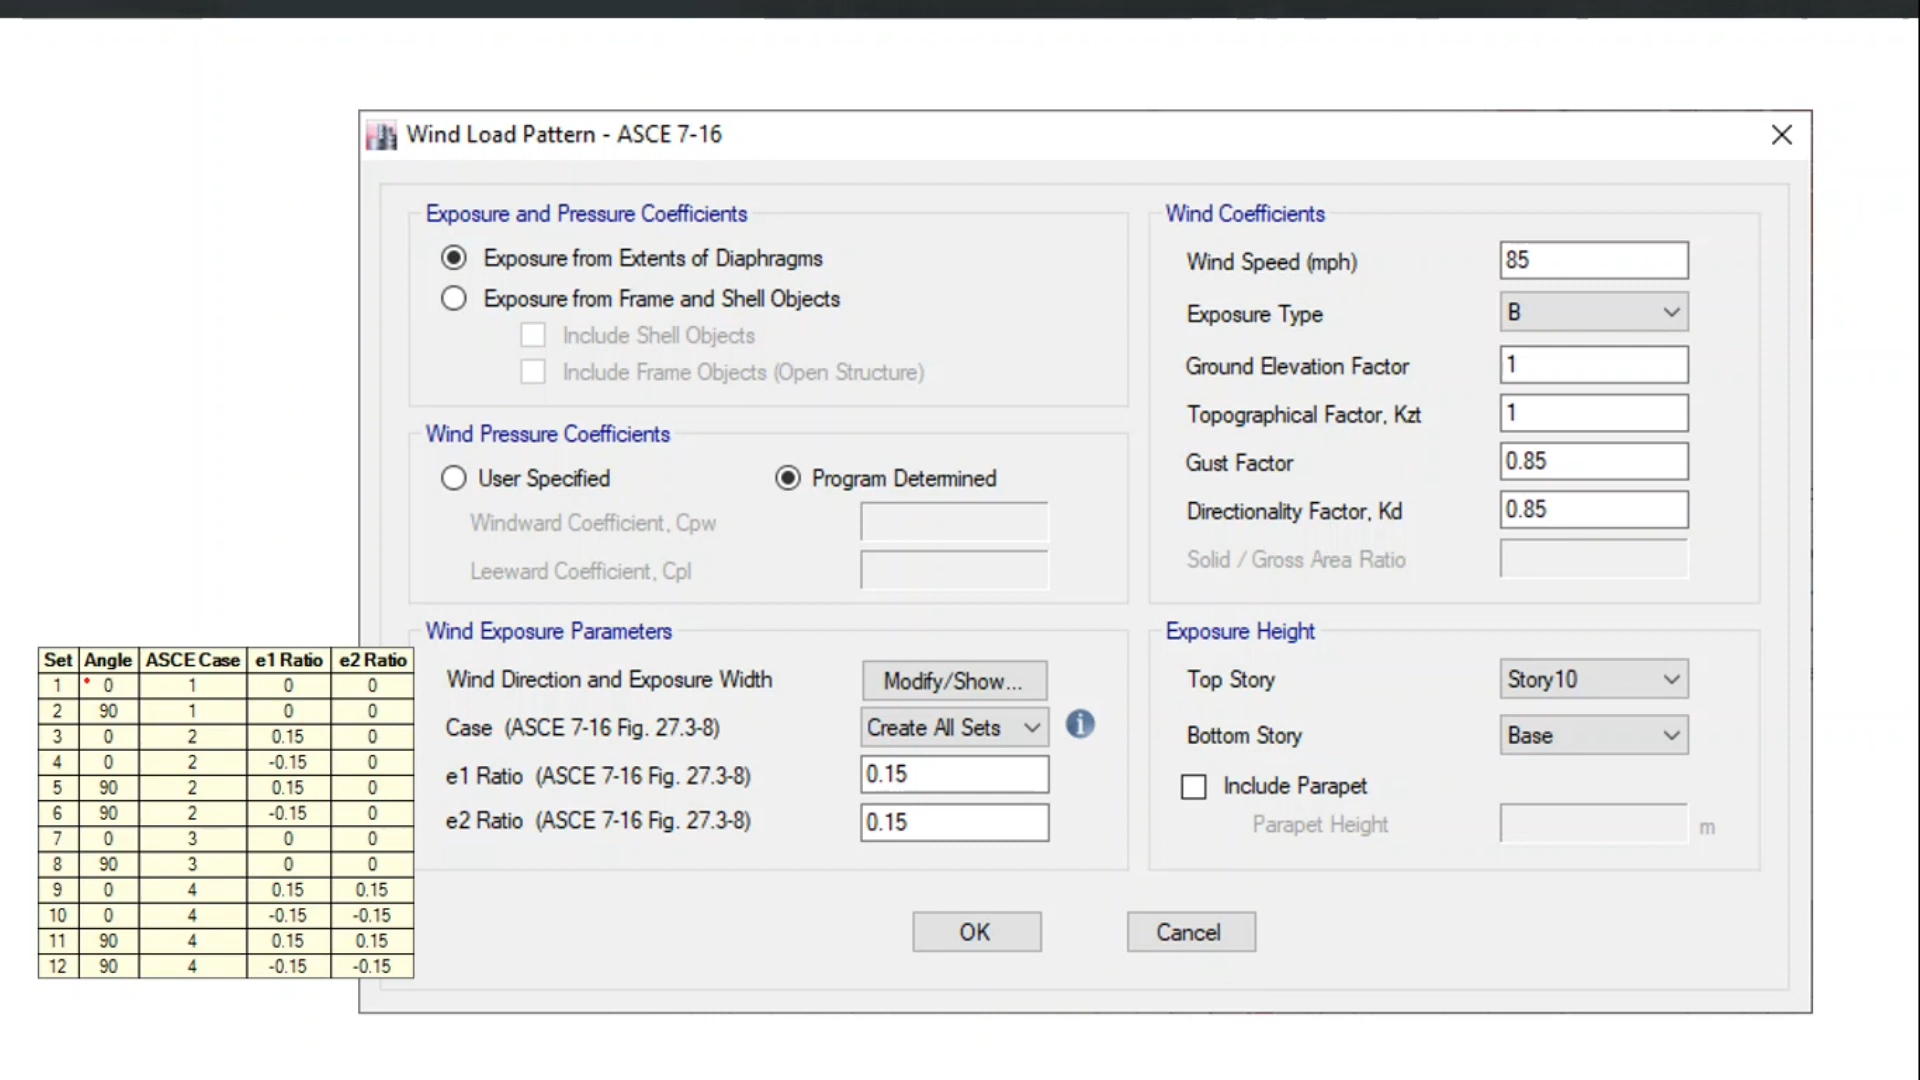 Wind Load Pattern - ASCE 7-16
Exposure and Pressure Coefficients
Exposure from Extents of Diaphragms
Exposure from Frame and Shell Objects
Include Shell Objects
Include Frame Objects (Open Structure)
Wind Pressure Coefficients
User Specified Program Determined
Windward Coefficient, Cpw
Leeward Coefficient, Cpl
Wind Exposure Parameters
Wind Direction and Exposure Width Modify/Show...
Case (ASCE 7-16 Fig. 27.3-8) Create All Sets
e1 Ratio (ASCE 7-16 Fig. 27.3-8) 0.15
e2 Ratio (ASCE 7-16 Fig. 27.3-8) 0.15
Wind Coefficients
Wind Speed (mph) 85
Exposure Type B
Ground Elevation Factor 1
Topographical Factor, Kzt 1
Gust Factor 0.85
Directionality Factor, Kd 0.85
Solid / Gross Area Ratio
Exposure Height
Top Story Story10
Bottom Story Base
Include Parapet
Parapet Height m
OK Cancel
Set Angle ASCE Case e1 Ratio e2 Ratio
1 0 1 0 0
2 90 1 0 0
3 0 2 0.15 0
4 0 2 -0.15 0
5 90 2 0.15 0
6 90 2 -0.15 0
7 0 3 0 0
8 90 3 0 0
9 0 4 0.15 0.15
10 0 4 -0.15 -0.15
11 90 4 0.15 0.15
12 90 4 -0.15 -0.15